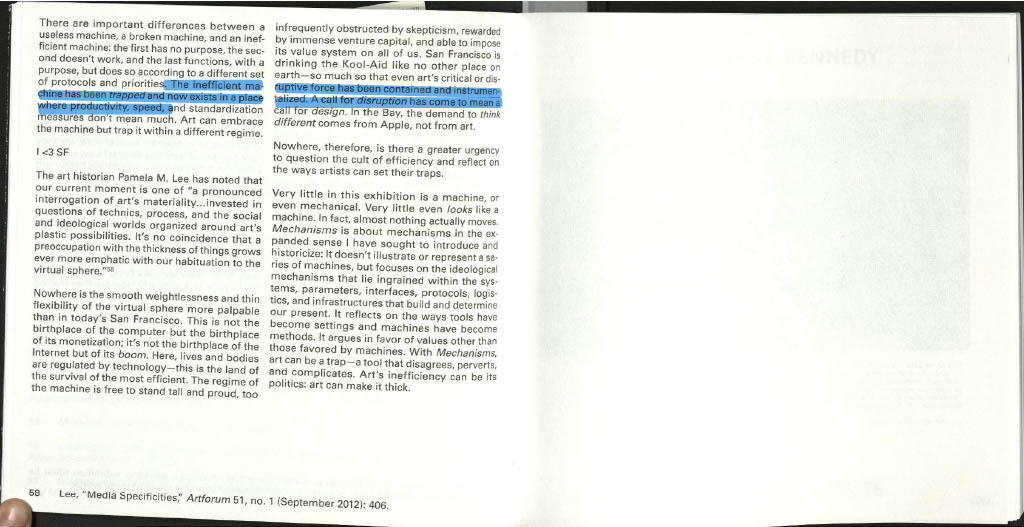 There are important differences between a
useless machine, a broken machine, and an inef-
ficient machine: the first has no purpose, the sec-
ond doesn't work, and the last functions, with a
purpose, but does so according to a different set
of protocols and priorities. The inefficient ma-
chine has been trapped and now exists in a place
where productivity, speed, and standardization
measures don't mean much. Art can embrace
the machine but trap it within a different regime.
I <3 SF
The art historian Pamela M. Lee has noted that
our current moment is one of "a pronounced
interrogation of art's materiality...invested in
questions of technics, process, and the social
and ideological worlds organized around art's
plastic possibilities. It's no coincidence that a
preoccupation with the thickness of things grows
ever more emphatic with our habituation to the
virtual sphere."58
Nowhere is the smooth weightlessness and thin
flexibility of the virtual sphere more palpable
than in today's San Francisco. This is not the
birthplace of the computer but the birthplace
of its monetization; it's not the birthplace of the
Internet but of its boom. Here, lives and bodies
are regulated by technology—this is the land of
the survival of the most efficient. The regime of
the machine is free to stand tall and proud, too
infrequently obstructed by skepticism, rewarded
by immense venture capital, and able to impose
its value system on all of us. San Francisco is
drinking the Kool-Aid like no other place on
earth—so much so that even art's critical or dis-
ruptive force has been contained and instrumen-
talized. A call for disruption has come to mean a
call for design. In the Bay, the demand to think
different comes from Apple, not from art.
Nowhere, therefore, is there a greater urgency
to question the cult of efficiency and reflect on
the ways artists can set their traps.
Very little in this exhibition is a machine, or
even mechanical. Very little even looks like a
machine. In fact, almost nothing actually moves.
Mechanisms is about mechanisms in the ex-
panded sense I have sought to introduce and
historicize: It doesn't illustrate or represent a se-
ries of machines, but focuses on the ideological
mechanisms that lie ingrained within the sys-
tems, parameters, interfaces, protocols, logis-
tics, and infrastructures that build and determine
our present. It reflects on the ways tools have
become settings and machines have become
methods. It argues in favor of values other than
those favored by machines. With Mechanisms,
art can be a trap—a tool that disagrees, perverts,
and complicates. Art's inefficiency can be its
politics: art can make it thick.
58 Lee, "Media Specificities," Artforum 51, no. 1 (September 2012): 406.